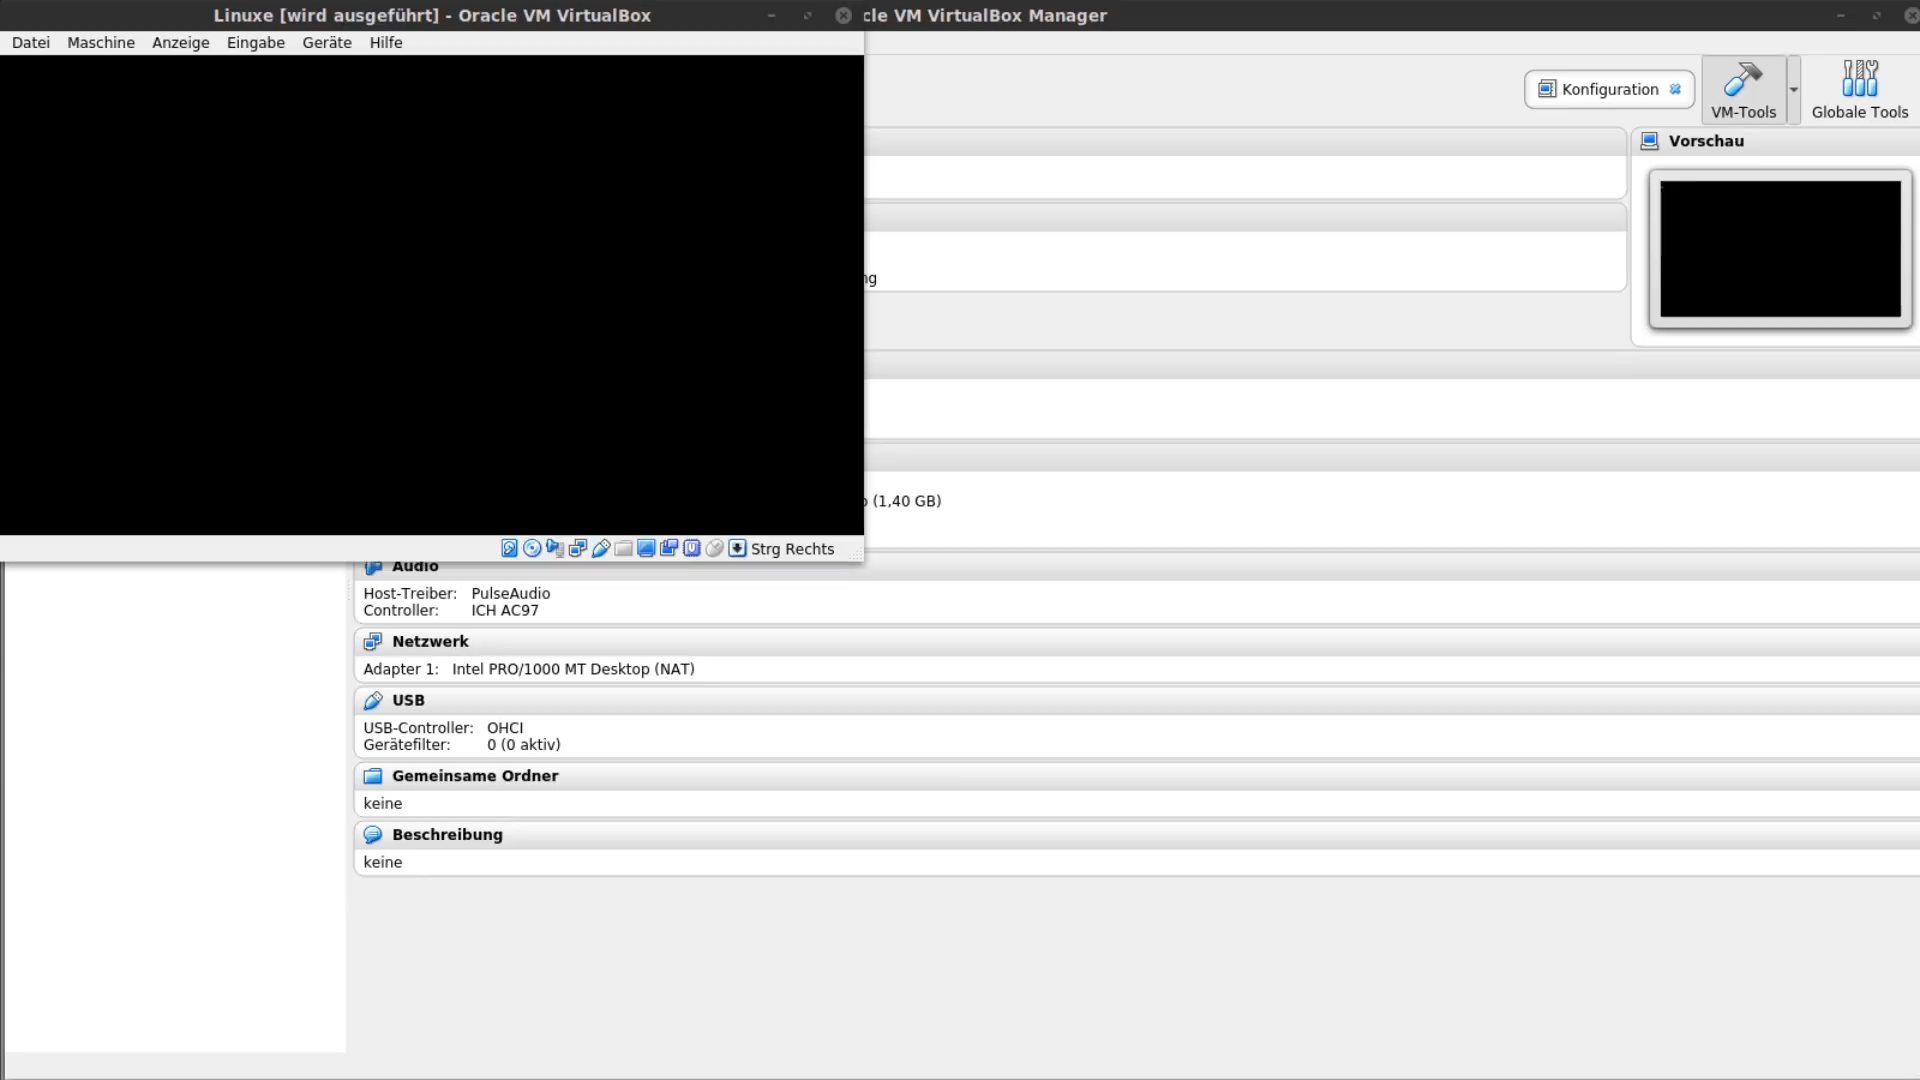 Linuxe [wird ausgeführt] - Oracle VM VirtualBox
cle VM VirtualBox Manager
Datei Maschine Anzeige Eingabe Geräte Hilfe
Konfiguration
VM-Tools
Globale Tools
Vorschau
ng
(1,40 GB)
Strg Rechts
Audio
Host-Treiber: PulseAudio
Controller: ICH AC97
Netzwerk
Adapter 1: Intel PRO/1000 MT Desktop (NAT)
USB
USB-Controller: OHCI
Gerätefilter: 0 (0 aktiv)
Gemeinsame Ordner
keine
Beschreibung
keine